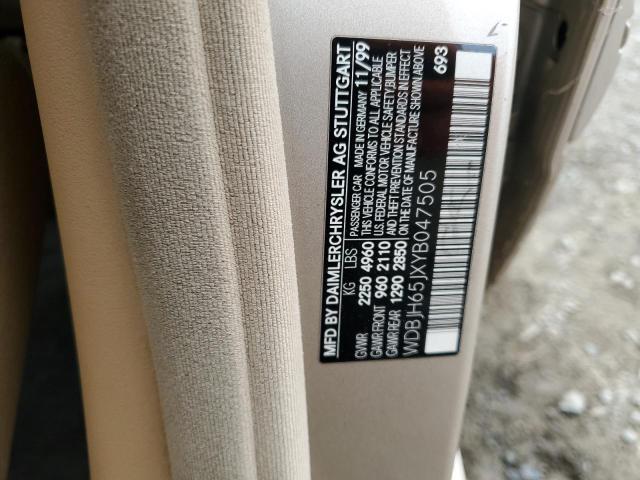 MFD BY DAIMLERCHRYSLER AG STUTTGART
KG LBS PASSENGER CAR MADE IN GERMANY 11/99
GVWR 2250 4960 THIS VEHICLE CONFORMS TO ALL APPLICABLE
GAWR FRONT 960 2110 U.S. FEDERAL MOTOR VEHICLE SAFETY, BUMPER
GAWR REAR 1290 2850 AND THEFT PREVENTION STANDARDS IN EFFECT
ON THE DATE OF MANUFACTURE SHOWN ABOVE
WDBJH65JXYB047505
693